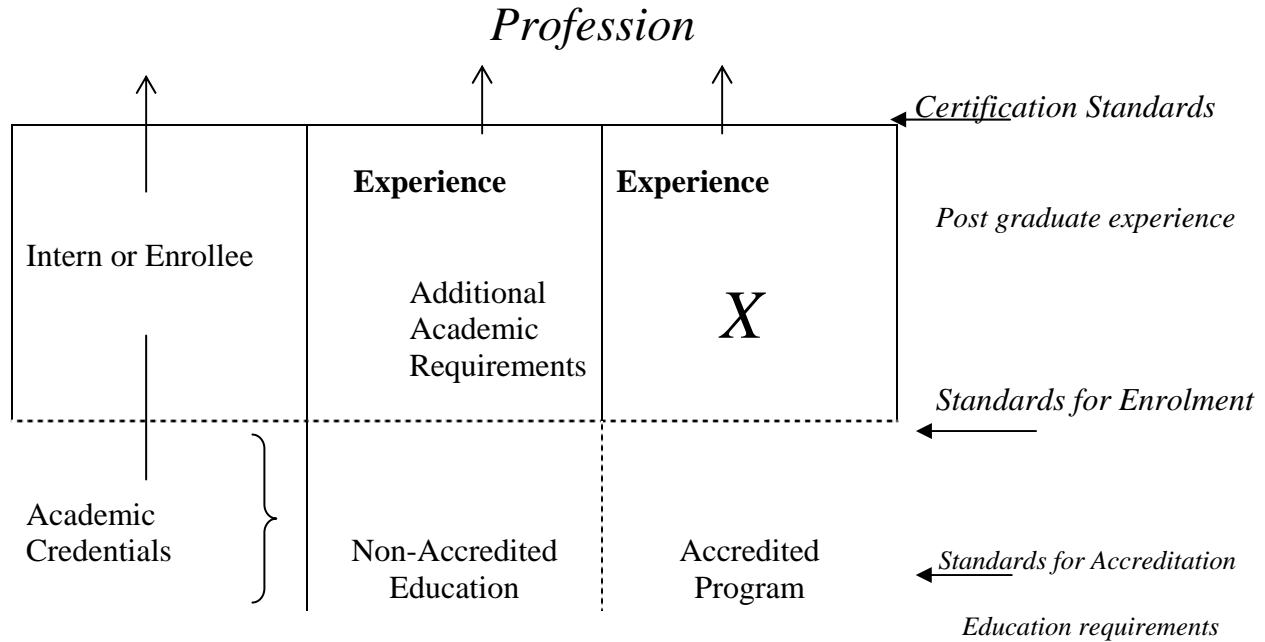 Profession
Certification Standards
Experience
Experience
Post graduate experience
Intern or Enrollee
Additional
Academic
Requirements
X
Standards for Enrolment
Academic
Credentials
Non-Accredited
Education
Accredited
Program
Standards for Accreditation
Education requirements